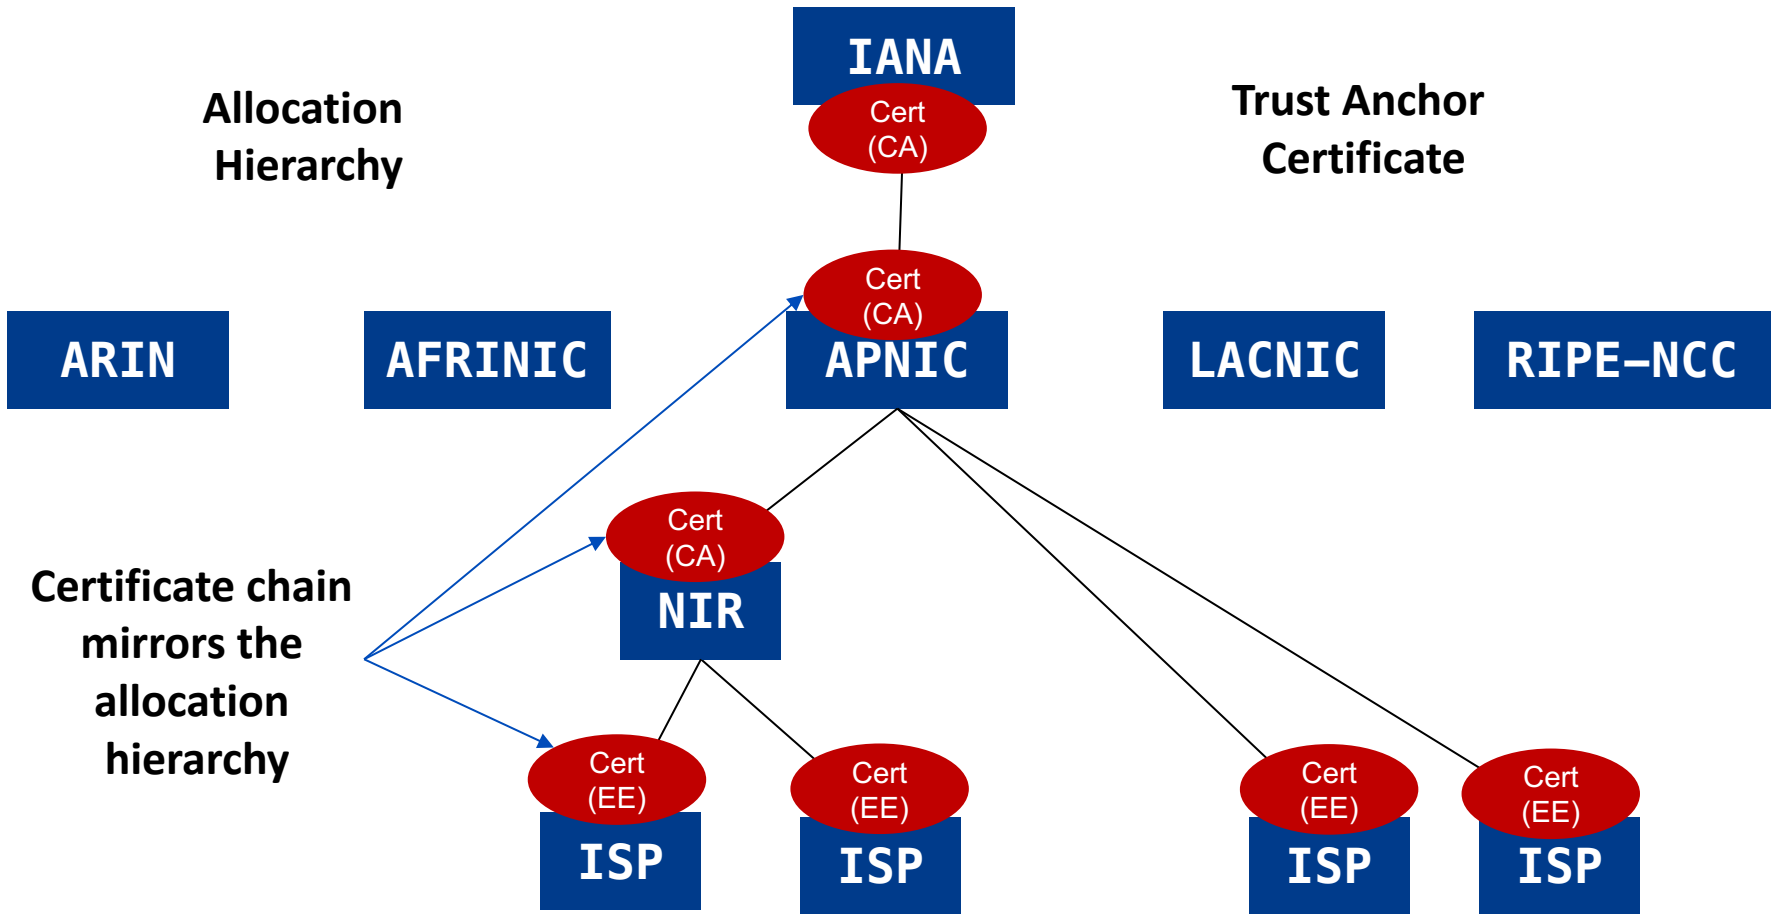 IANA
Cert
(CA)
Allocation
Hierarchy
Trust Anchor
Certificate
Cert
(CA)
ARIN
AFRINIC
APNIC
LACNIC
RIPE–NCC
Cert
(CA)
NIR
Certificate chain
mirrors the
allocation
hierarchy
Cert
(EE)
ISP
Cert
(EE)
ISP
Cert
(EE)
ISP
Cert
(EE)
ISP